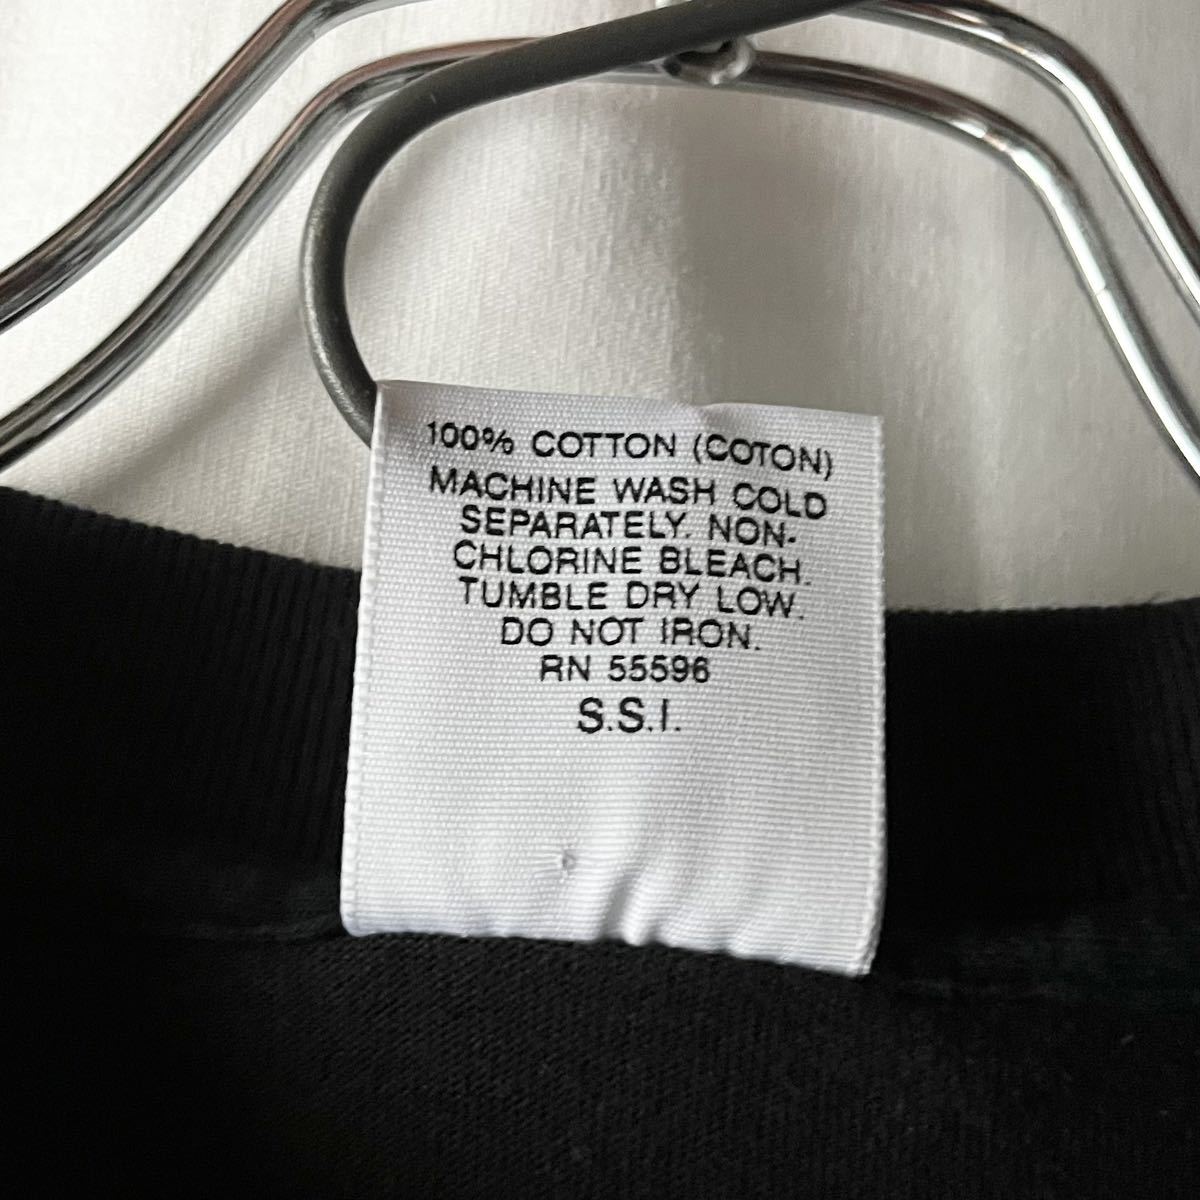 100% COTTON (COTON)
MACHINE WASH COLD
SEPARATELY. NON-
CHLORINE BLEACH.
TUMBLE DRY LOW.
DO NOT IRON.
RN 55596
S.S.I.